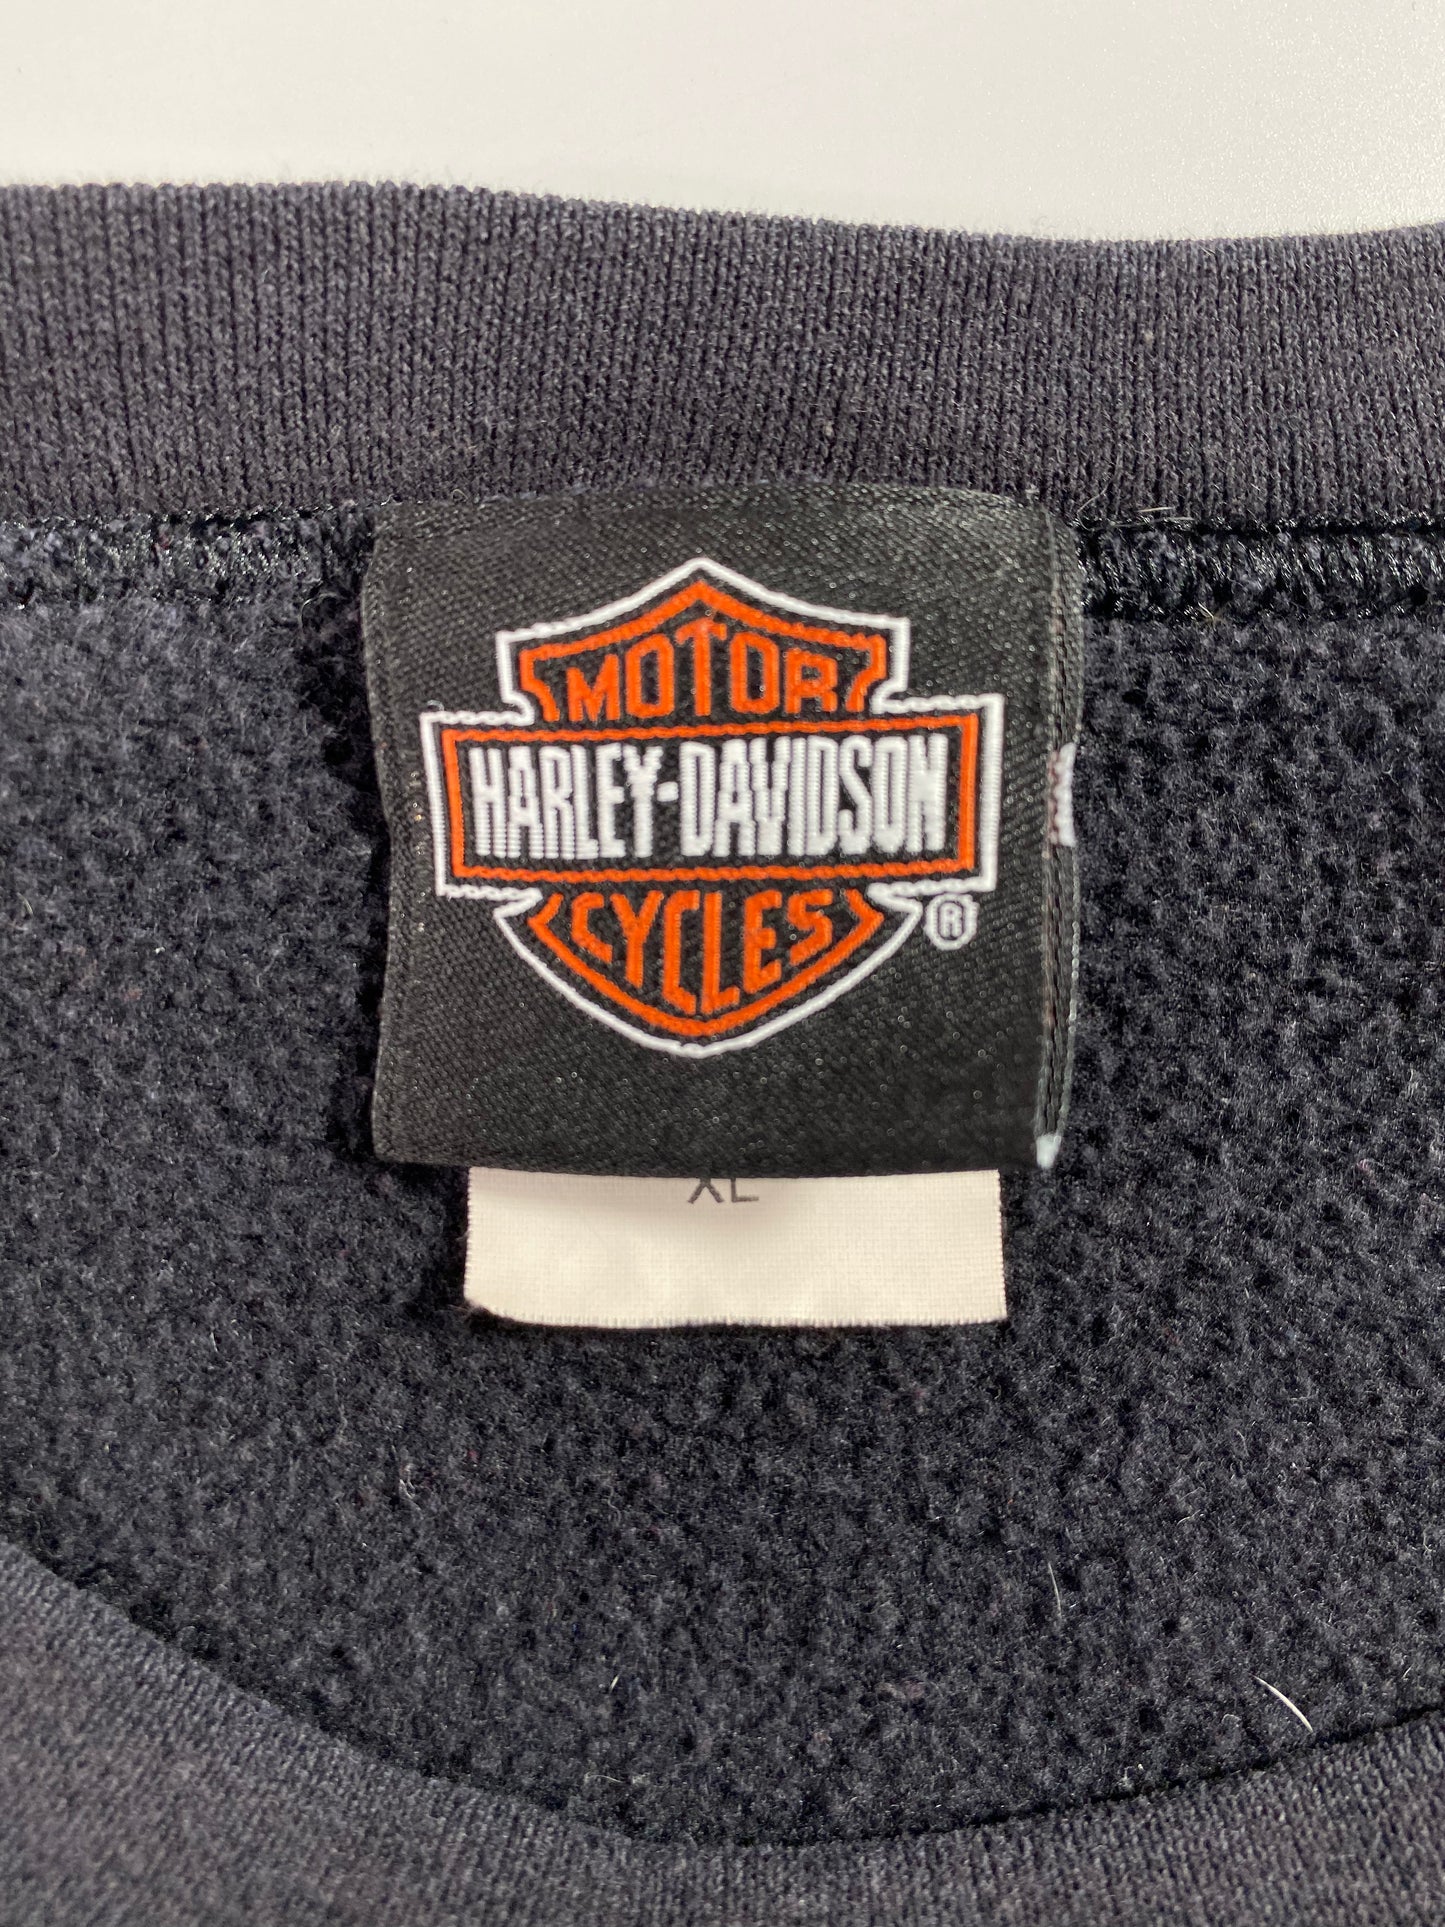 MOTOR
HARLEY-DAVIDSON
CYCLES
®
XL